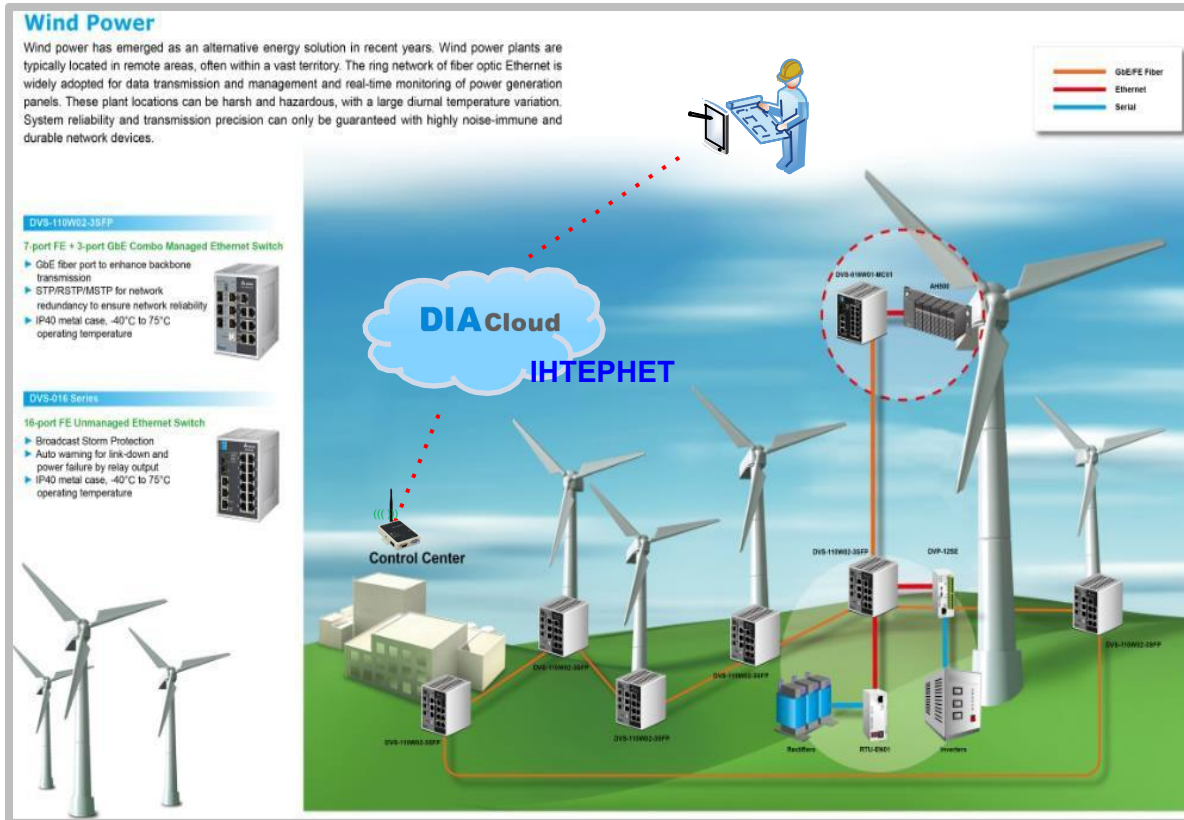 Wind Power
Wind power has emerged as an alternative energy solution in recent years. Wind power plants are
typically located in remote areas, often within a vast territory. The ring network of fiber optic Ethernet is
widely adopted for data transmission and management and real-time monitoring of power generation
panels. These plant locations can be harsh and hazardous, with a large diurnal temperature variation.
System reliability and transmission precision can only be guaranteed with highly noise-immune and
durable network devices.
GbE/FE Fiber
Ethernet
Serial
DVS-110W02-3SFP
7-port FE + 3-port GbE Combo Managed Ethernet Switch
GbE fiber port to enhance backbone
transmission
STP/RSTP/MSTP for network
redundancy to ensure network reliability
IP40 metal case, -40°C to 75°C
operating temperature
DVS-016 Series
16-port FE Unmanaged Ethernet Switch
Broadcast Storm Protection
Auto warning for link-down and
power failure by relay output
IP40 metal case, -40°C to 75°C
operating temperature
DIACloud
ІНТЕРНЕТ
DVS-016W01-MC01
AH500
Control Center
DVS-110W02-3SFP
DVP-12SE
DVS-110W02-3SFP
DVS-110W02-3SFP
DVS-110W02-3SFP
DVS-110W02-3SFP
DVS-110W02-3SFP
Rectifiers
RTU-EN01
Inverters